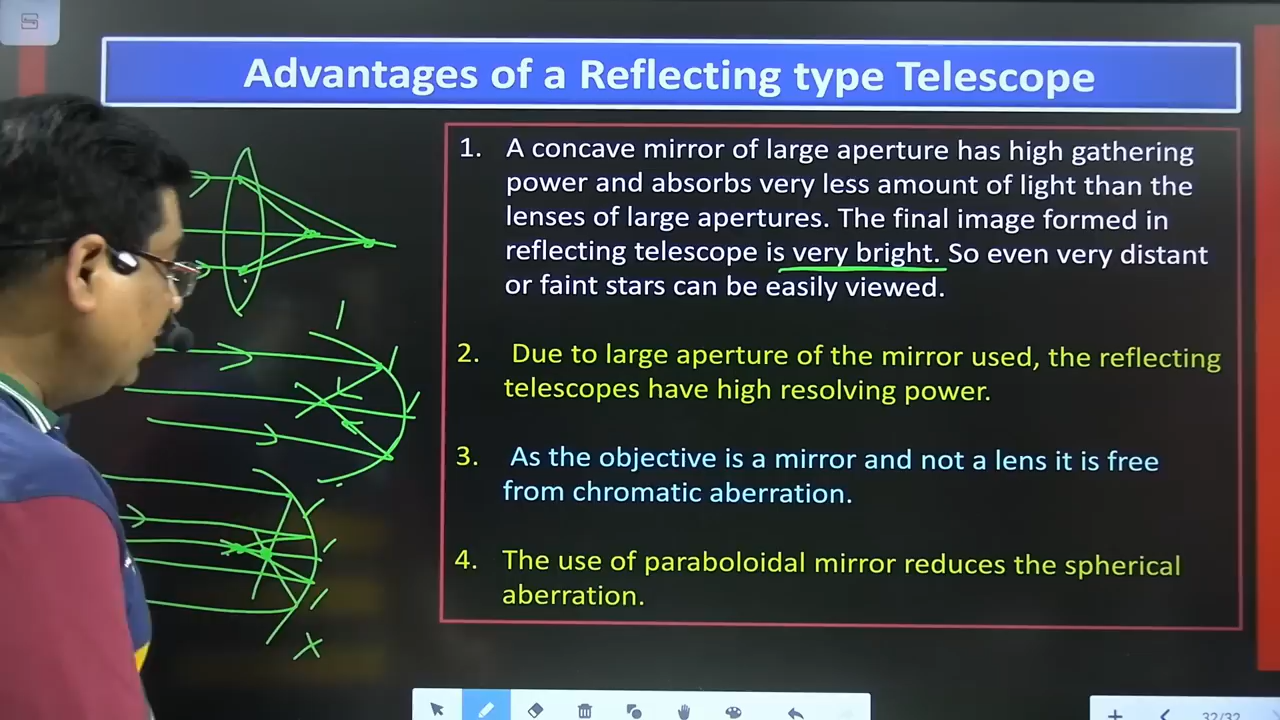 Advantages of a Reflecting type Telescope
1. A concave mirror of large aperture has high gathering
power and absorbs very less amount of light than the
lenses of large apertures. The final image formed in
reflecting telescope is very bright. So even very distant
or faint stars can be easily viewed.
2. Due to large aperture of the mirror used, the reflecting
telescopes have high resolving power.
3. As the objective is a mirror and not a lens it is free
from chromatic aberration.
4. The use of paraboloidal mirror reduces the spherical
aberration.
32/32